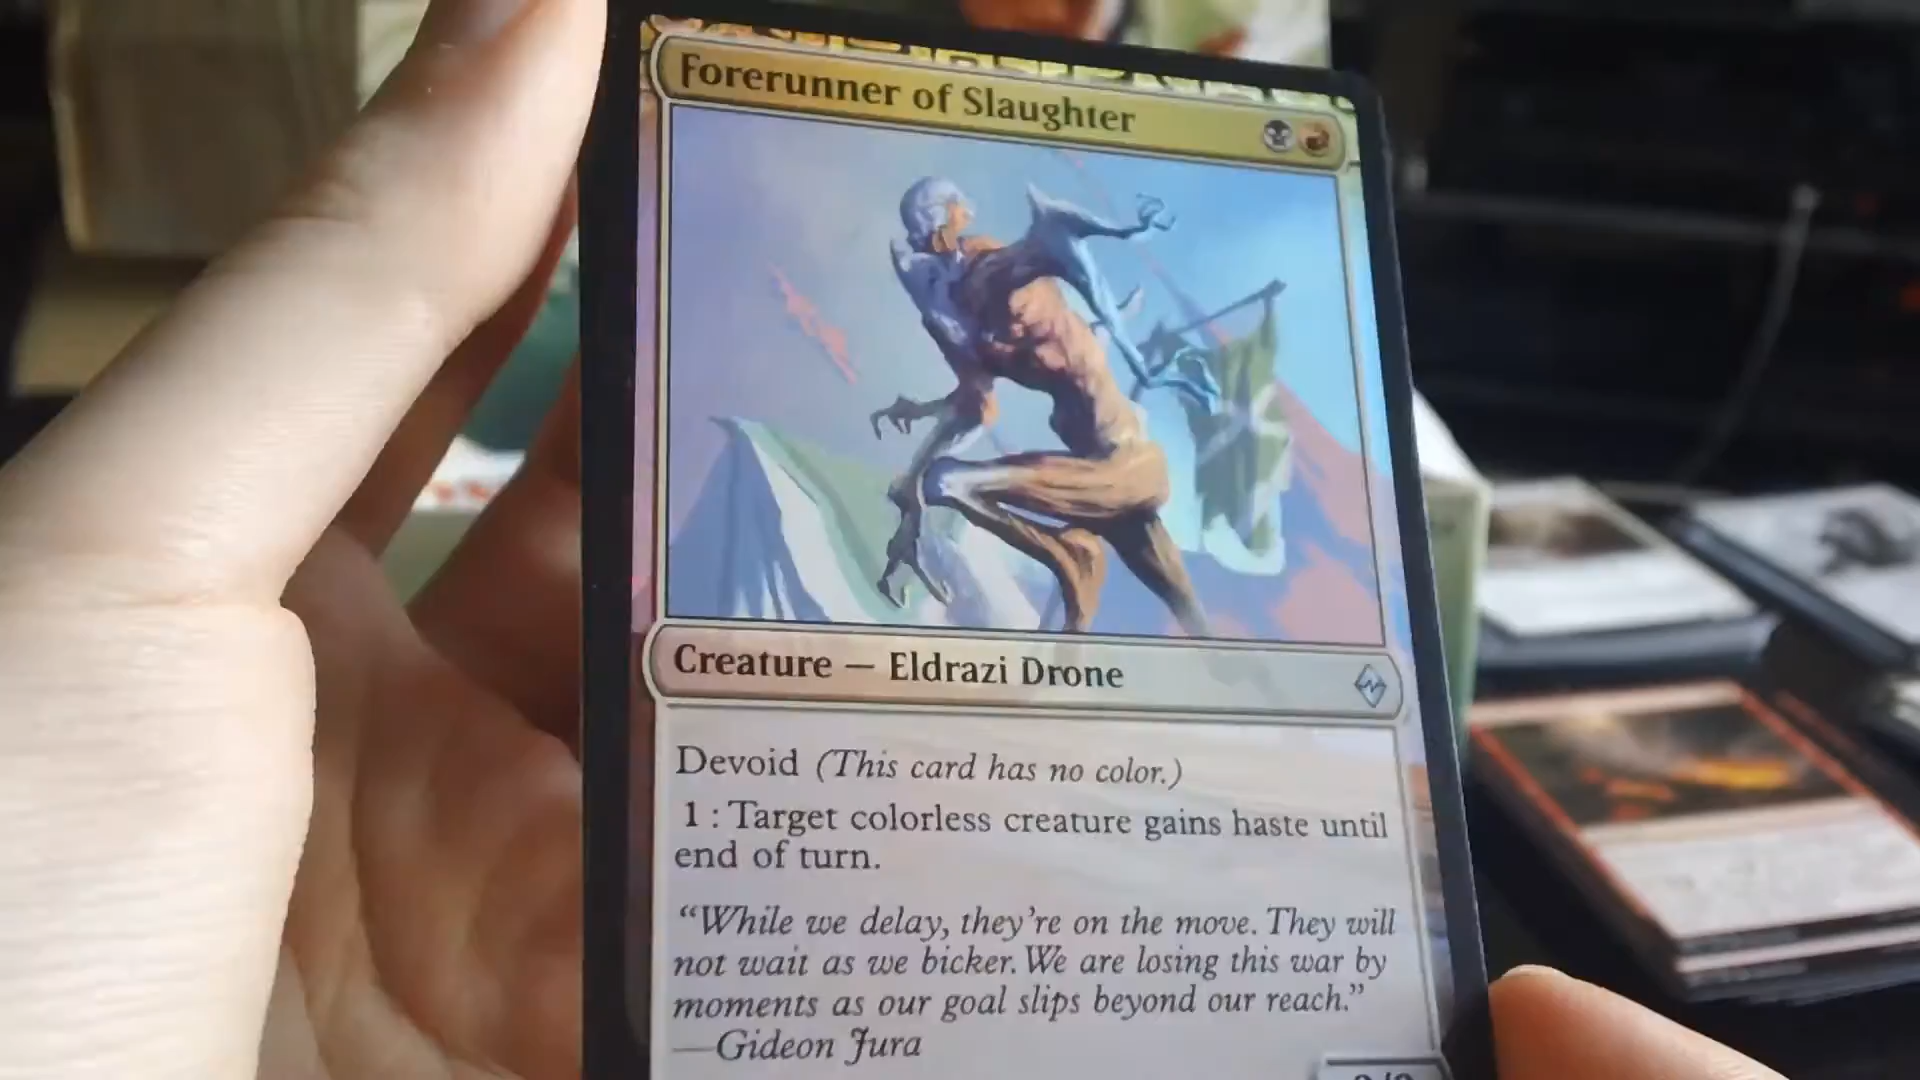 Forerunner of Slaughter
Creature — Eldrazi Drone
Devoid (This card has no color.)
1 : Target colorless creature gains haste until
end of turn.
“While we delay, they’re on the move. They will
not wait as we bicker. We are losing this war by
moments as our goal slips beyond our reach.”
—Gideon Jura